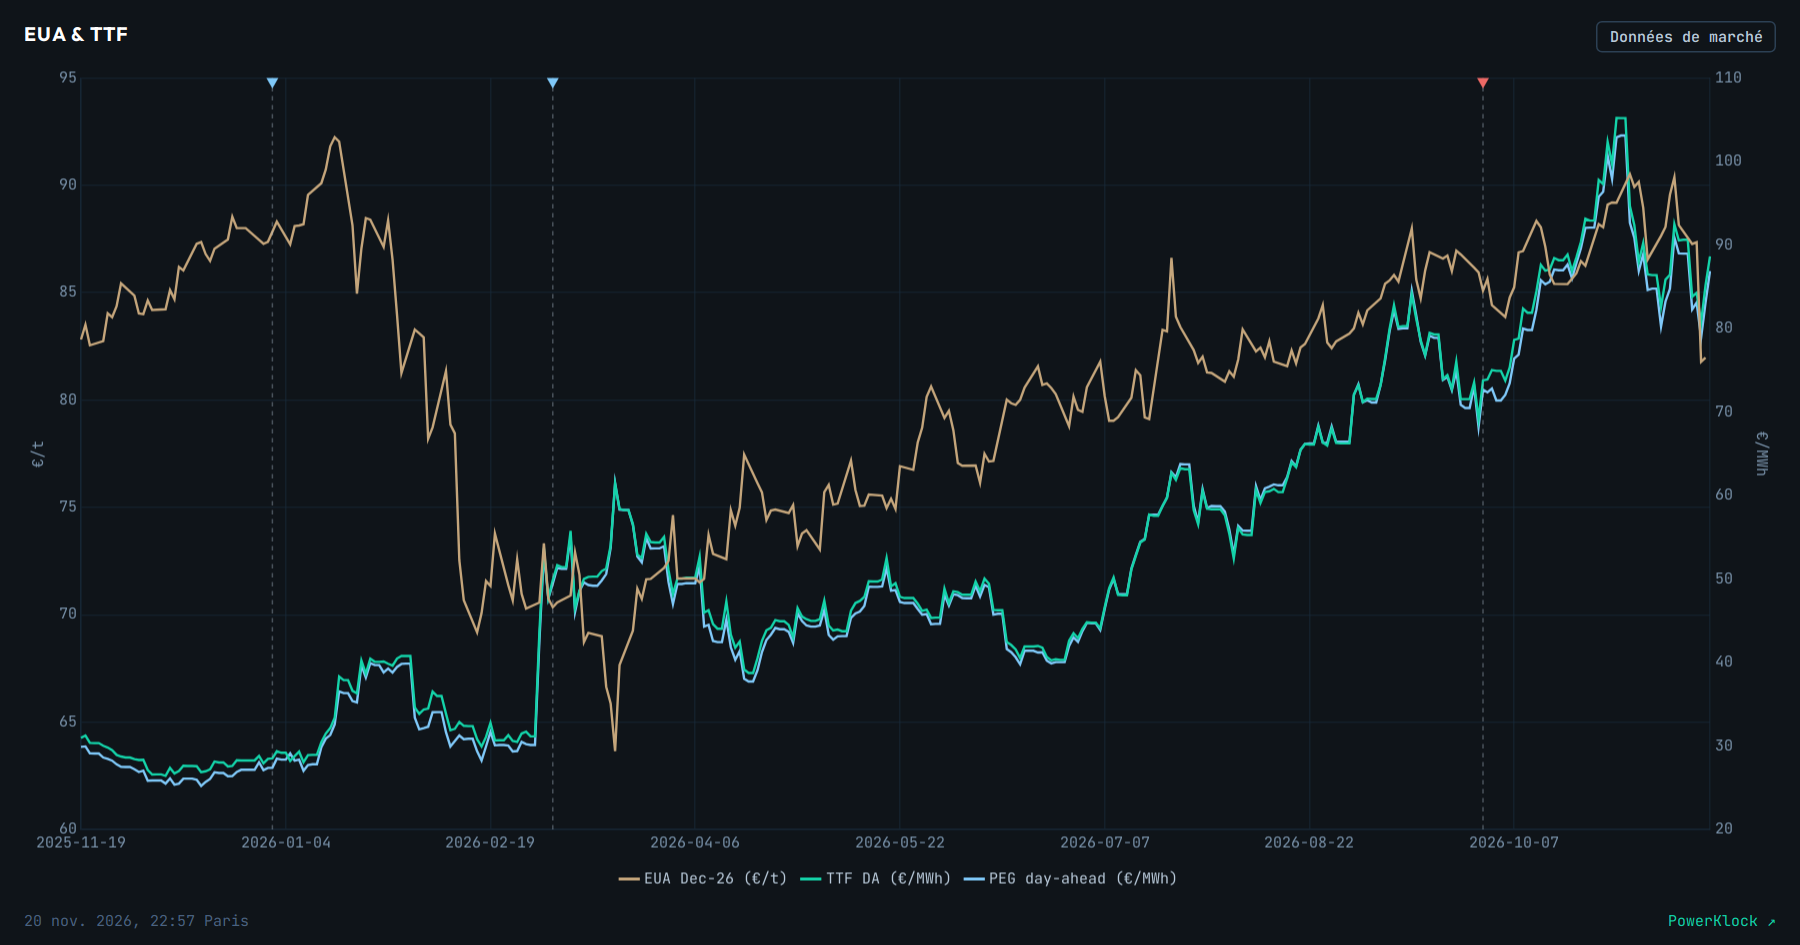 EUA & TTF
Données de marché
95
90
85
80
75
70
65
60
€/t
110
100
90
80
70
60
50
40
30
20
€/MWh
2025-11-19
2026-01-04
2026-02-19
2026-04-06
2026-05-22
2026-07-07
2026-08-22
2026-10-07
EUA Dec-26 (€/t)
TTF DA (€/MWh)
PEG day-ahead (€/MWh)
20 nov. 2026, 22:57 Paris
PowerKlock ↗